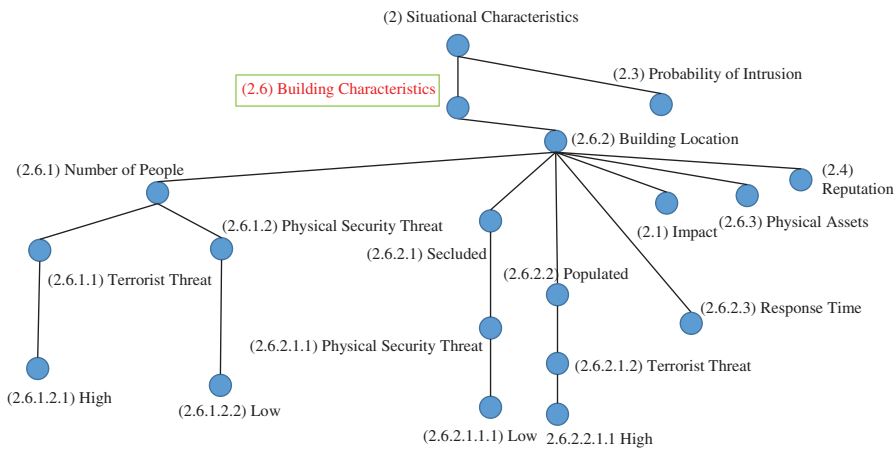 (2) Situational Characteristics
(2.3) Probability of Intrusion
(2.6) Building Characteristics
(2.6.2) Building Location
(2.6.1) Number of People
(2.4)
Reputation
(2.6.1.2) Physical Security Threat
(2.6.3) Physical Assets
(2.1) Impact
(2.6.2.1) Secluded
(2.6.2.2) Populated
(2.6.1.1) Terrorist Threat
(2.6.2.3) Response Time
(2.6.2.1.1) Physical Security Threat
(2.6.2.1.2) Terrorist Threat
(2.6.1.2.1) High
(2.6.1.2.2) Low
(2.6.2.1.1.1) Low
2.6.2.2.1.1 High